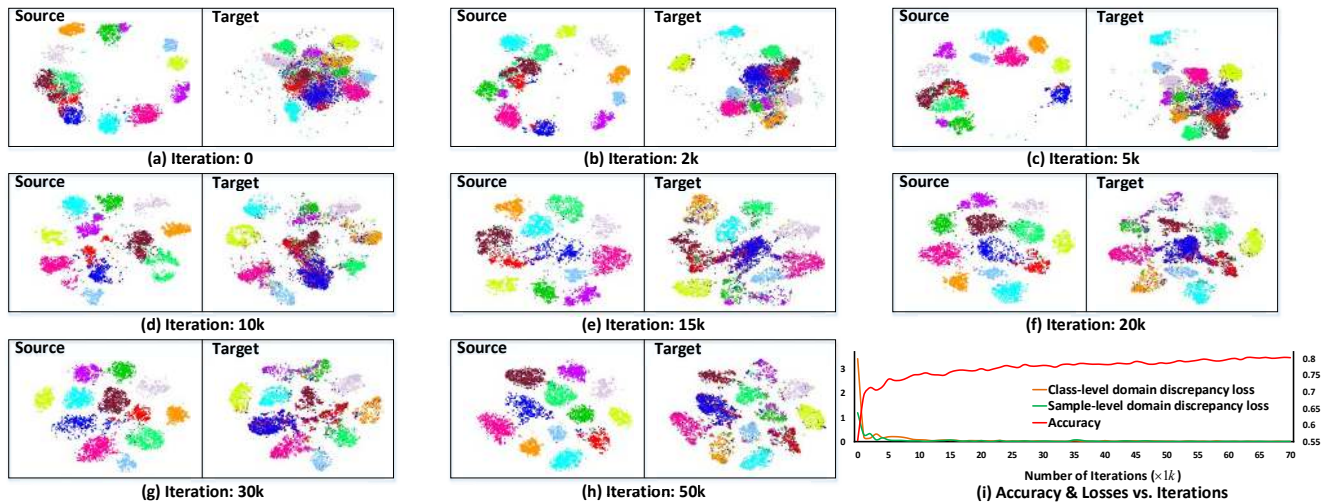 Source Target Source Target Source Target
(a) Iteration: 0 (b) Iteration: 2k (c) Iteration: 5k
Source Target Source Target Source Target
(d) Iteration: 10k (e) Iteration: 15k (f) Iteration: 20k
Source Target Source Target
(g) Iteration: 30k (h) Iteration: 50k
3
2
1
0
0.8
0.75
0.7
0.65
0.6
0.55
Class-level domain discrepancy loss
Sample-level domain discrepancy loss
Accuracy
0 5 10 15 20 25 30 35 40 45 50 55 60 65 70
Number of Iterations (×1k)
(i) Accuracy & Losses vs. Iterations